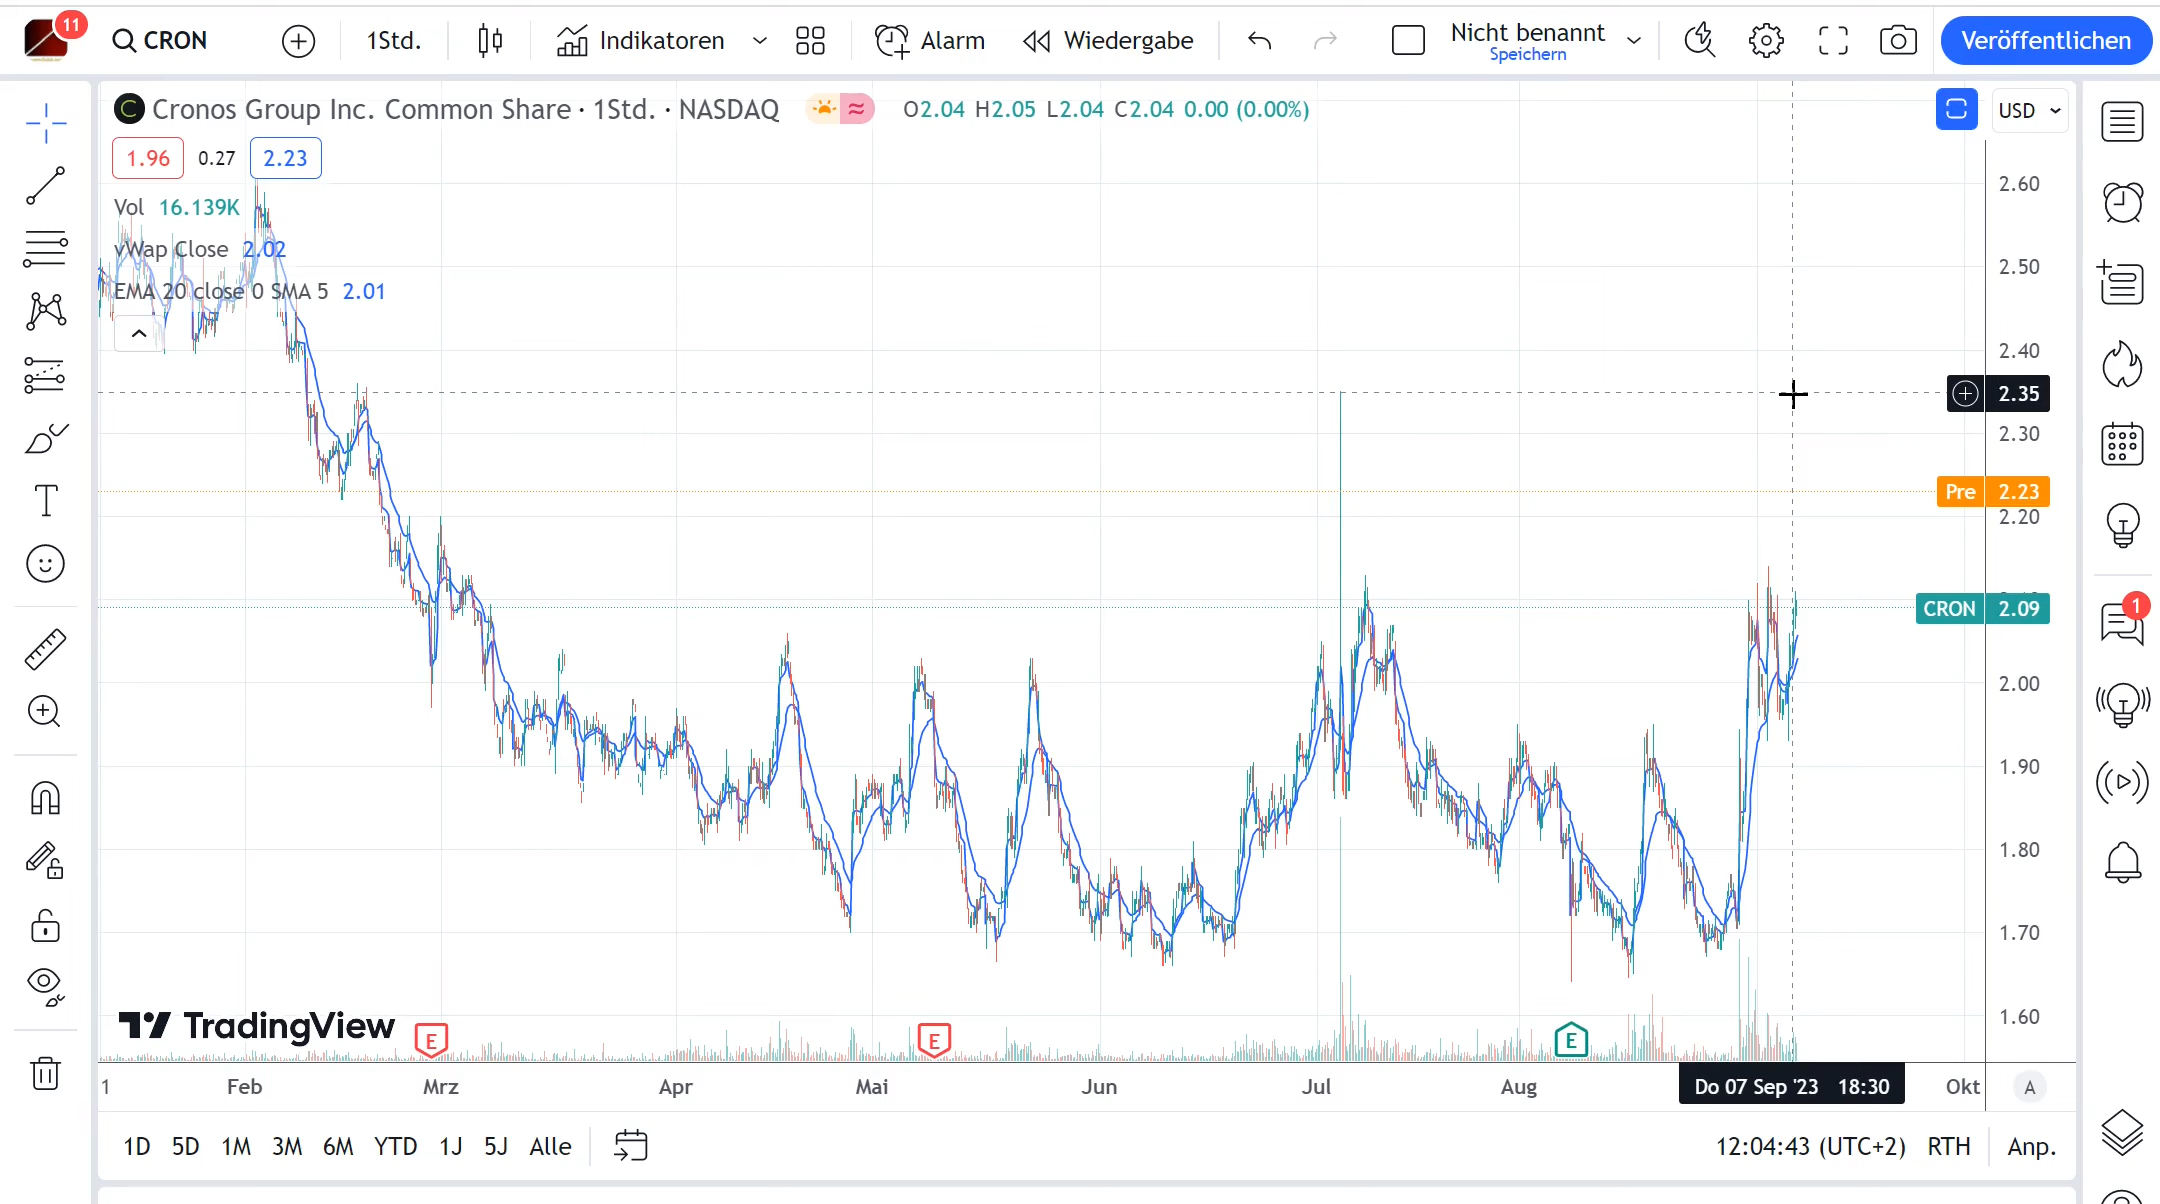 11
CRON
1Std.
Indikatoren
Alarm
Wiedergabe
Nicht benannt
Speichern
Veröffentlichen
C Cronos Group Inc. Common Share · 1Std. · NASDAQ
O2.04 H2.05 L2.04 C2.04 0.00 (0.00%)
USD
1.96 0.27 2.23
Vol 16.139K
vWap Close 2.02
EMA 20 close 0 SMA 5 2.01
2.60
2.50
2.40
2.35
2.30
Pre 2.23
2.20
CRON 2.09
2.00
1.90
1.80
1.70
1.60
1
TradingView
E
E
E
1 Feb Mrz Apr Mai Jun Jul Aug Do 07 Sep '23 18:30 Okt A
1D 5D 1M 3M 6M YTD 1J 5J Alle
12:04:43 (UTC+2) RTH Anp.